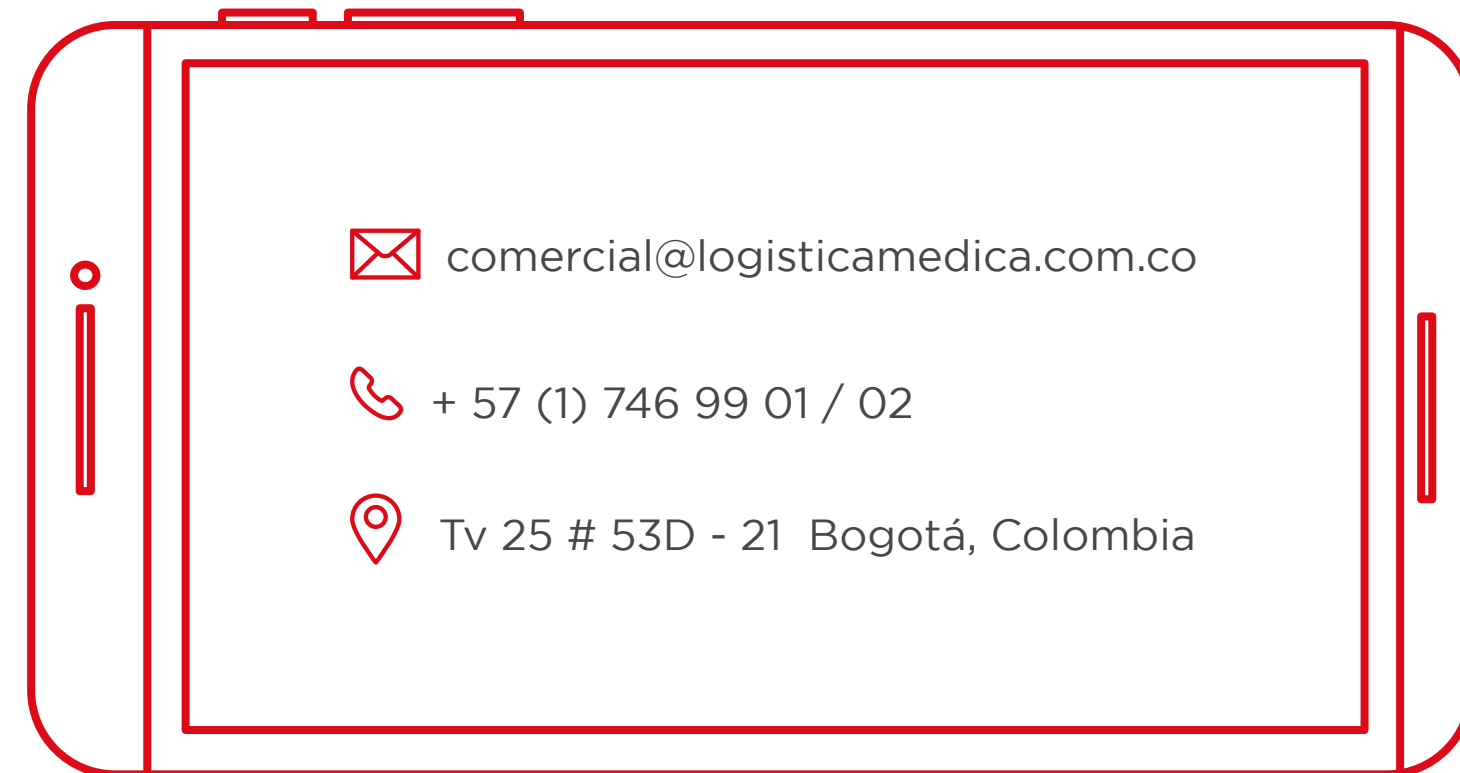 comercial@logisticamedica.com.co
+ 57 (1) 746 99 01 / 02
Tv 25 # 53D - 21 Bogotá, Colombia